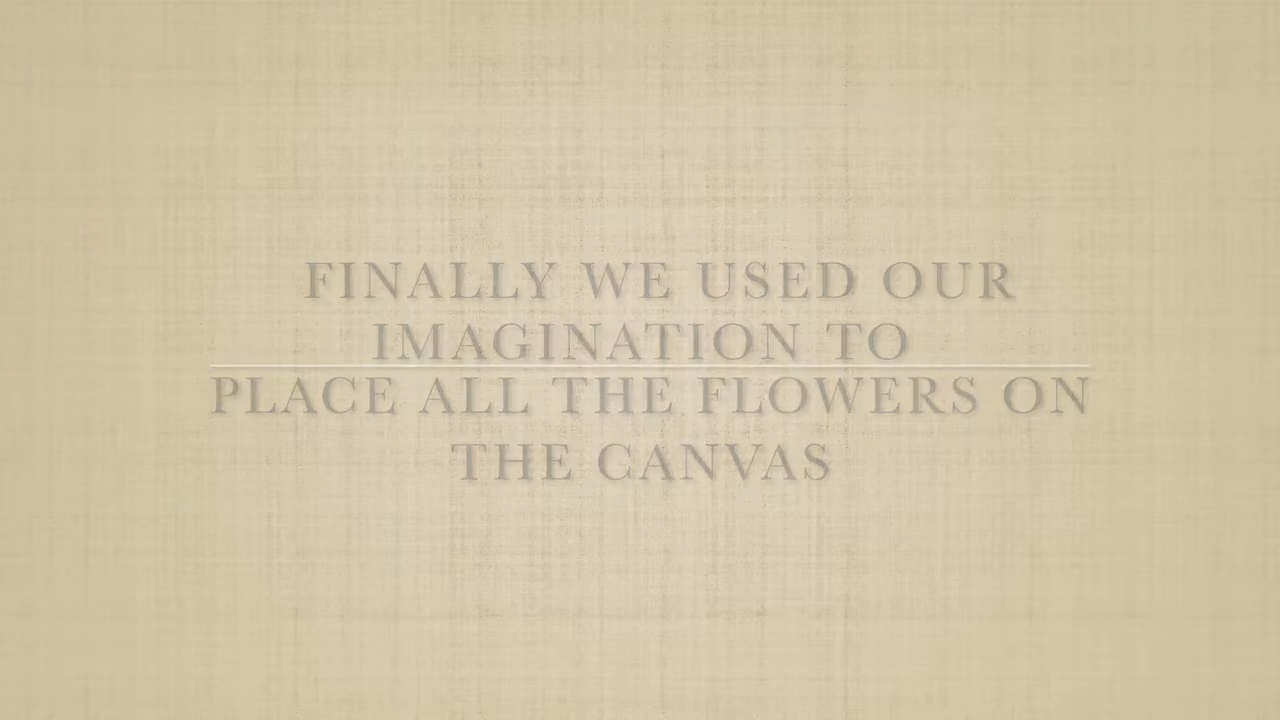 FINALLY WE USED OUR
IMAGINATION TO
PLACE ALL THE FLOWERS ON
THE CANVAS